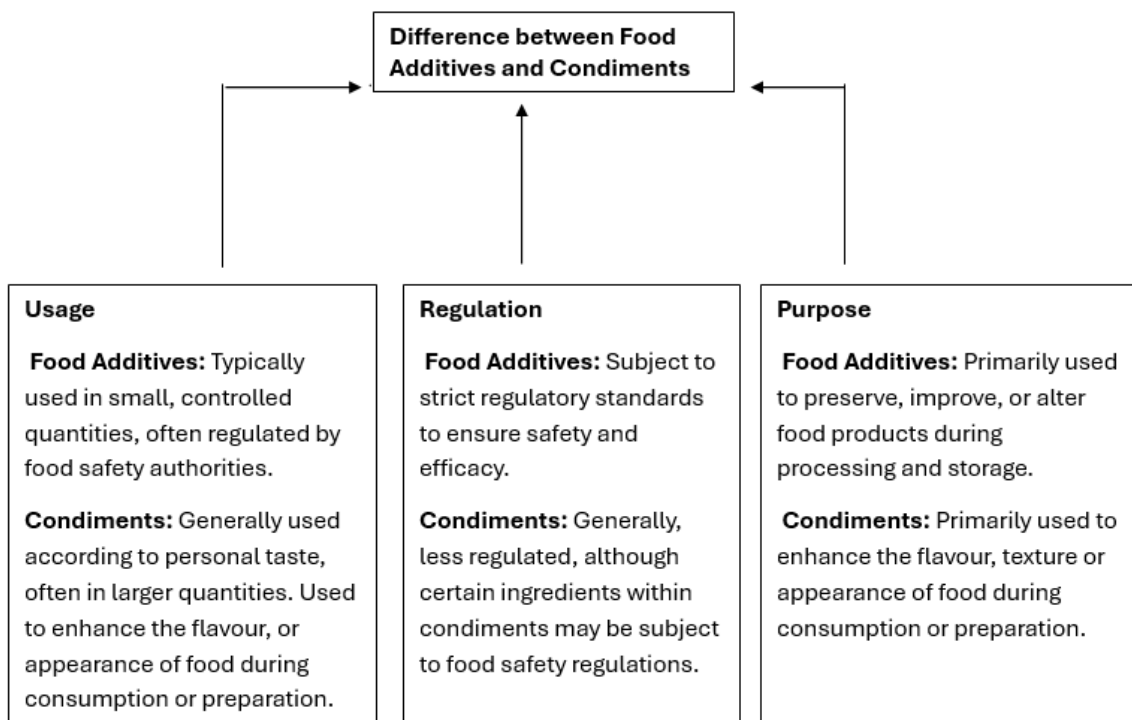 Difference between Food
Additives and Condiments
Usage
Food Additives: Typically
used in small, controlled
quantities, often regulated by
food safety authorities.
Condiments: Generally used
according to personal taste,
often in larger quantities. Used
to enhance the flavour, or
appearance of food during
consumption or preparation.
Regulation
Food Additives: Subject to
strict regulatory standards
to ensure safety and
efficacy.
Condiments: Generally,
less regulated, although
certain ingredients within
condiments may be subject
to food safety regulations.
Purpose
Food Additives: Primarily used
to preserve, improve, or alter
food products during
processing and storage.
Condiments: Primarily used to
enhance the flavour, texture or
appearance of food during
consumption or preparation.